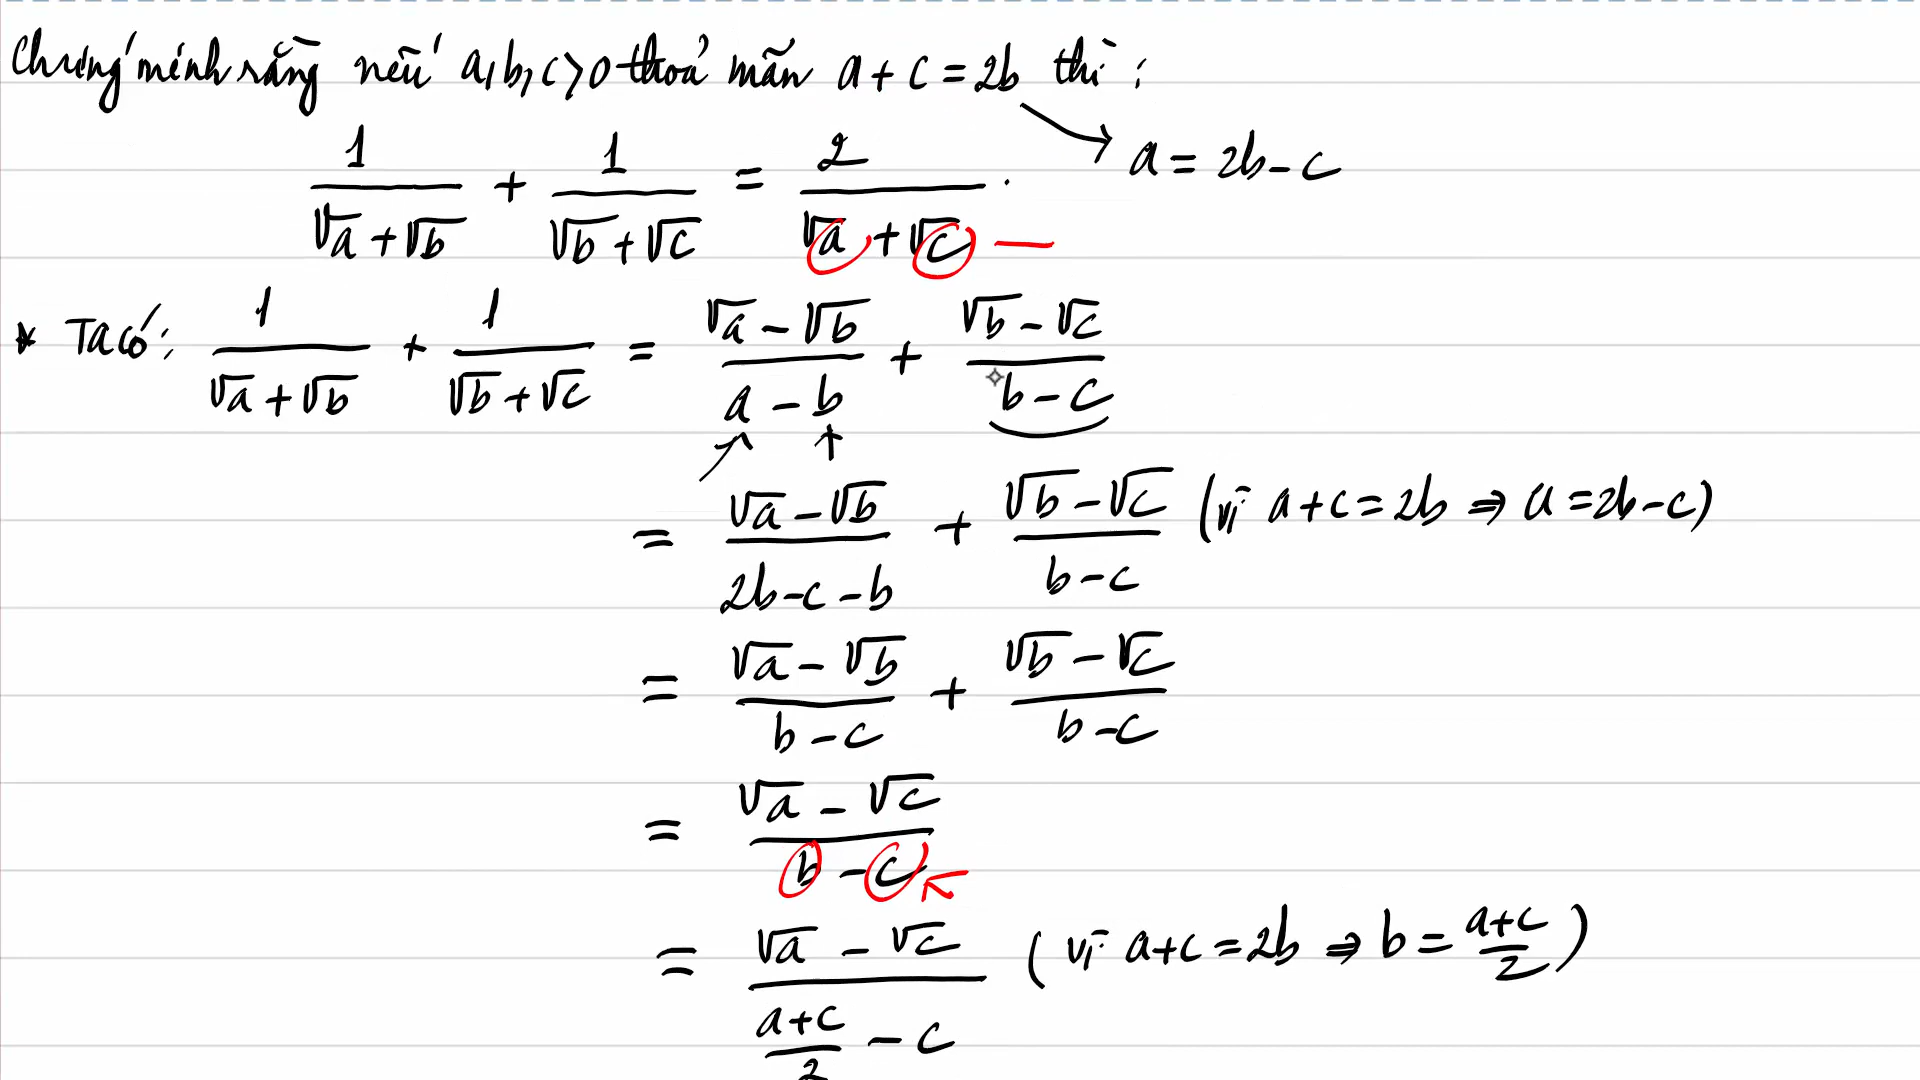 Chứng minh rằng nếu a, b, c > 0 thoả mãn a + c = 2b thì :
1/(√a + √b) + 1/(√b + √c) = 2/(√a + √c) . → a = 2b - c
* Ta có : 1/(√a + √b) + 1/(√b + √c) = (√a - √b)/(a - b) + (√b - √c)/(b - c)
= (√a - √b)/(2b - c - b) + (√b - √c)/(b - c) (vì a + c = 2b ⇒ a = 2b - c)
= (√a - √b)/(b - c) + (√b - √c)/(b - c)
= (√a - √c)/(b - c)
= (√a - √c)/((a+c)/2 - c) (vì a + c = 2b ⇒ b = (a+c)/2)